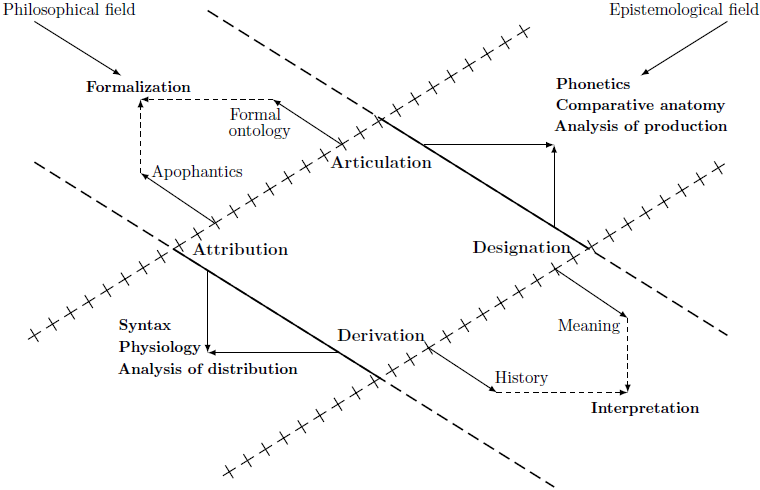 Philosophical field
Epistemological field
Formalization
Phonetics
Comparative anatomy
Analysis of production
Formal
ontology
Articulation
Apophantics
Attribution
Designation
Syntax
Physiology
Analysis of distribution
Derivation
Meaning
History
Interpretation